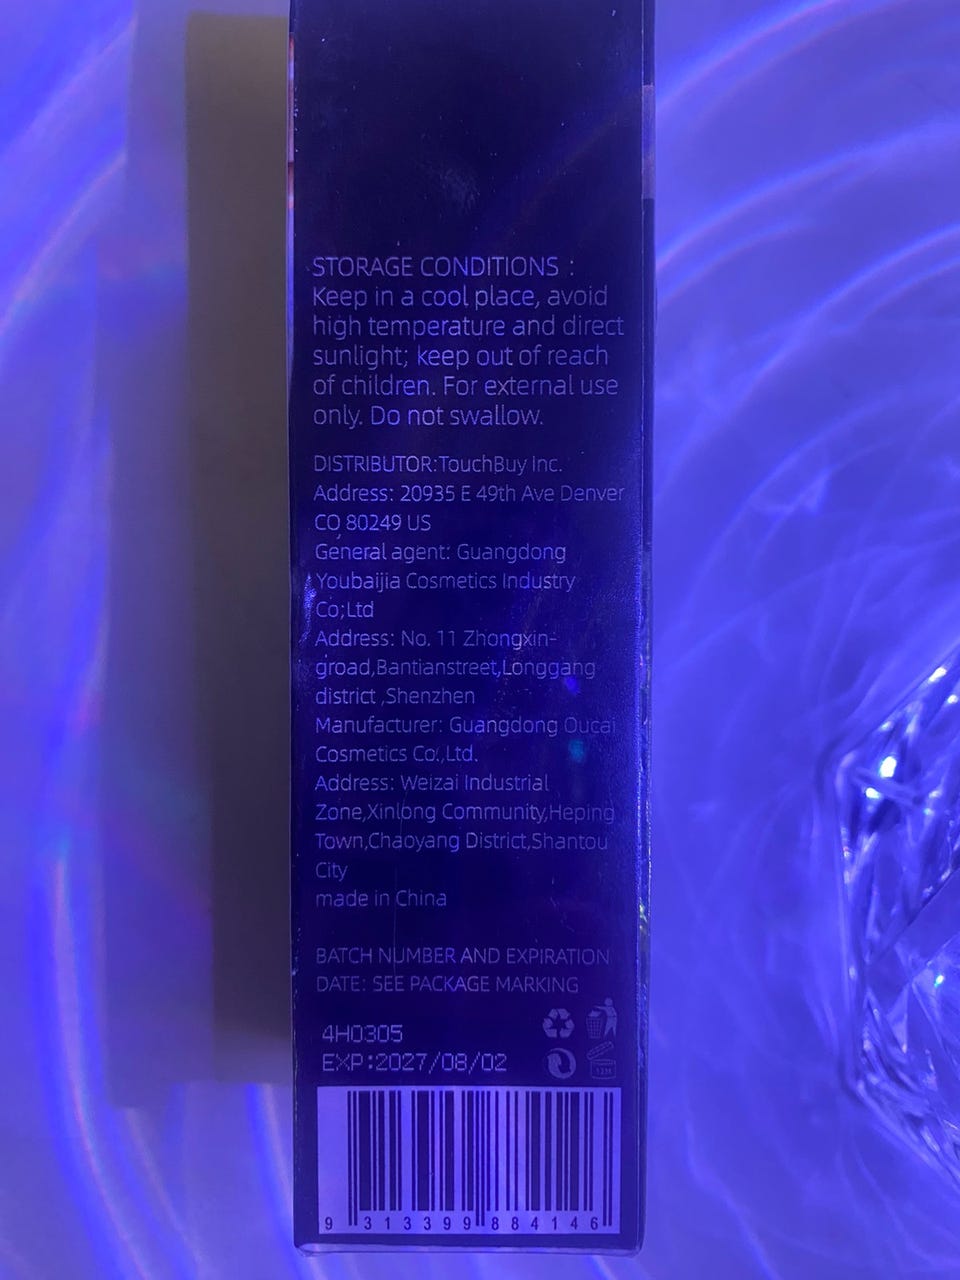 STORAGE CONDITIONS :
Keep in a cool place, avoid
high temperature and direct
sunlight; keep out of reach
of children. For external use
only. Do not swallow.
DISTRIBUTOR:TouchBuy Inc.
Address: 20935 E 49th Ave Denver
CO 80249 US
General agent: Guangdong
Youbaijia Cosmetics Industry
Co;Ltd
Address: No. 11 Zhongxin-
groad,Bantianstreet,Longgang
district ,Shenzhen
Manufacturer: Guangdong Oucai
Cosmetics Co.,Ltd.
Address: Weizai Industrial
Zone,Xinlong Community,Heping
Town,Chaoyang District,Shantou
City
made in China
BATCH NUMBER AND EXPIRATION
DATE: SEE PACKAGE MARKING
4H0305
EXP:2027/08/02
12M
9 313399 884146